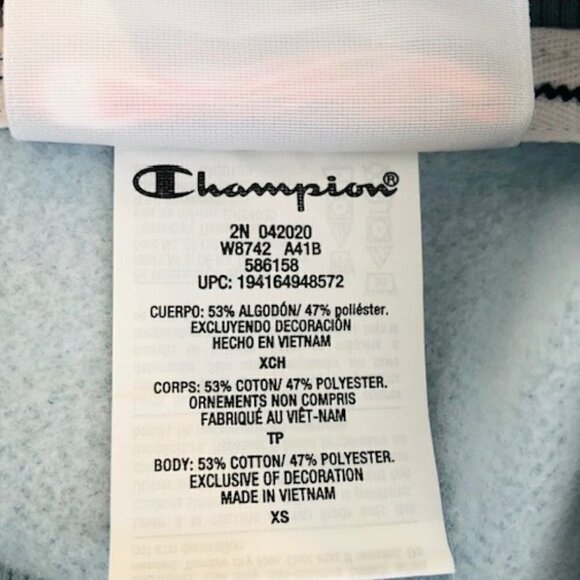 Champion®
2N 042020
W8742 A41B
586158
UPC: 194164948572
CUERPO: 53% ALGODÓN/ 47% poliéster.
EXCLUYENDO DECORACIÓN
HECHO EN VIETNAM
XCH
CORPS: 53% COTON/ 47% POLYESTER.
ORNEMENTS NON COMPRIS
FABRIQUÉ AU VIÊT-NAM
TP
BODY: 53% COTTON/ 47% POLYESTER.
EXCLUSIVE OF DECORATION
MADE IN VIETNAM
XS